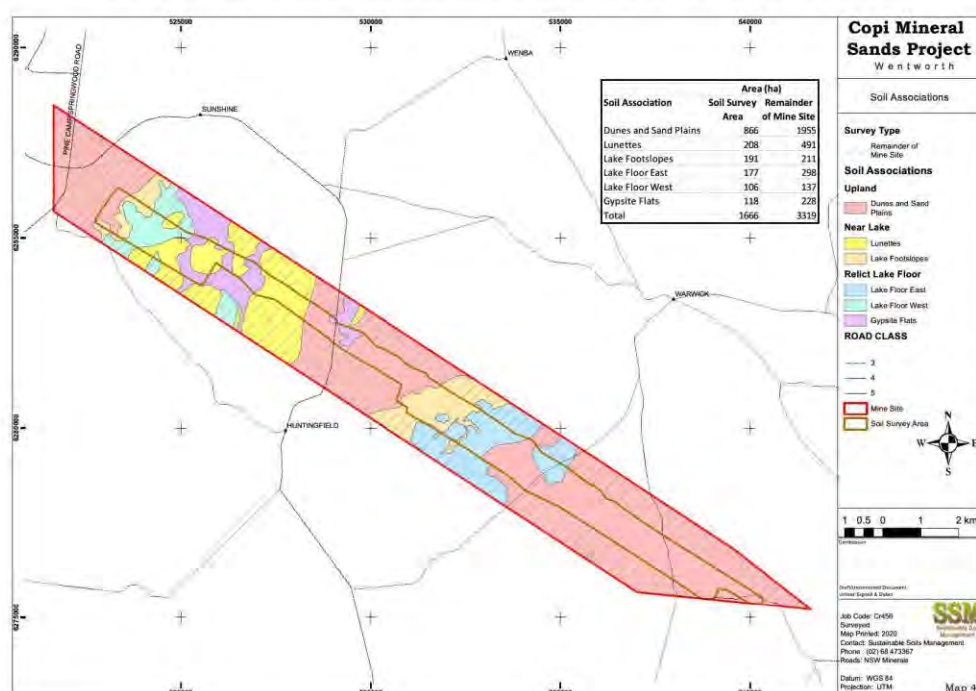 525000 530000 535000 540000
6290000
6285000
6280000
6275000
PINE CAMP SPRINGWOOD ROAD
SUNSHINE
WENBA
WARWICK
HUNTINGFIELD
Area (ha)
Soil Association Soil Survey Area Remainder of Mine Site
Dunes and Sand Plains 866 1955
Lunettes 208 491
Lake Footslopes 191 211
Lake Floor East 177 298
Lake Floor West 106 137
Gypsite Flats 118 228
Total 1666 3319
Copi Mineral
Sands Project
Wentworth
Soil Associations
Survey Type
Remainder of
Mine Site
Soil Associations
Upland
Dunes and Sand
Plains
Near Lake
Lunettes
Lake Footslopes
Relict Lake Floor
Lake Floor East
Lake Floor West
Gypsite Flats
ROAD CLASS
3
4
5
Mine Site
Soil Survey Area
N
W E
S
1 0.5 0 1 2 km
SSM
Job Code: Cr456
Surveyed
Map Printed: 2020
Contact: Sustainable Soils Management
Phone : (02) 68 473367
Roads: NSW Minerals
Datum: WGS 84
Projection: UTM
Map 4